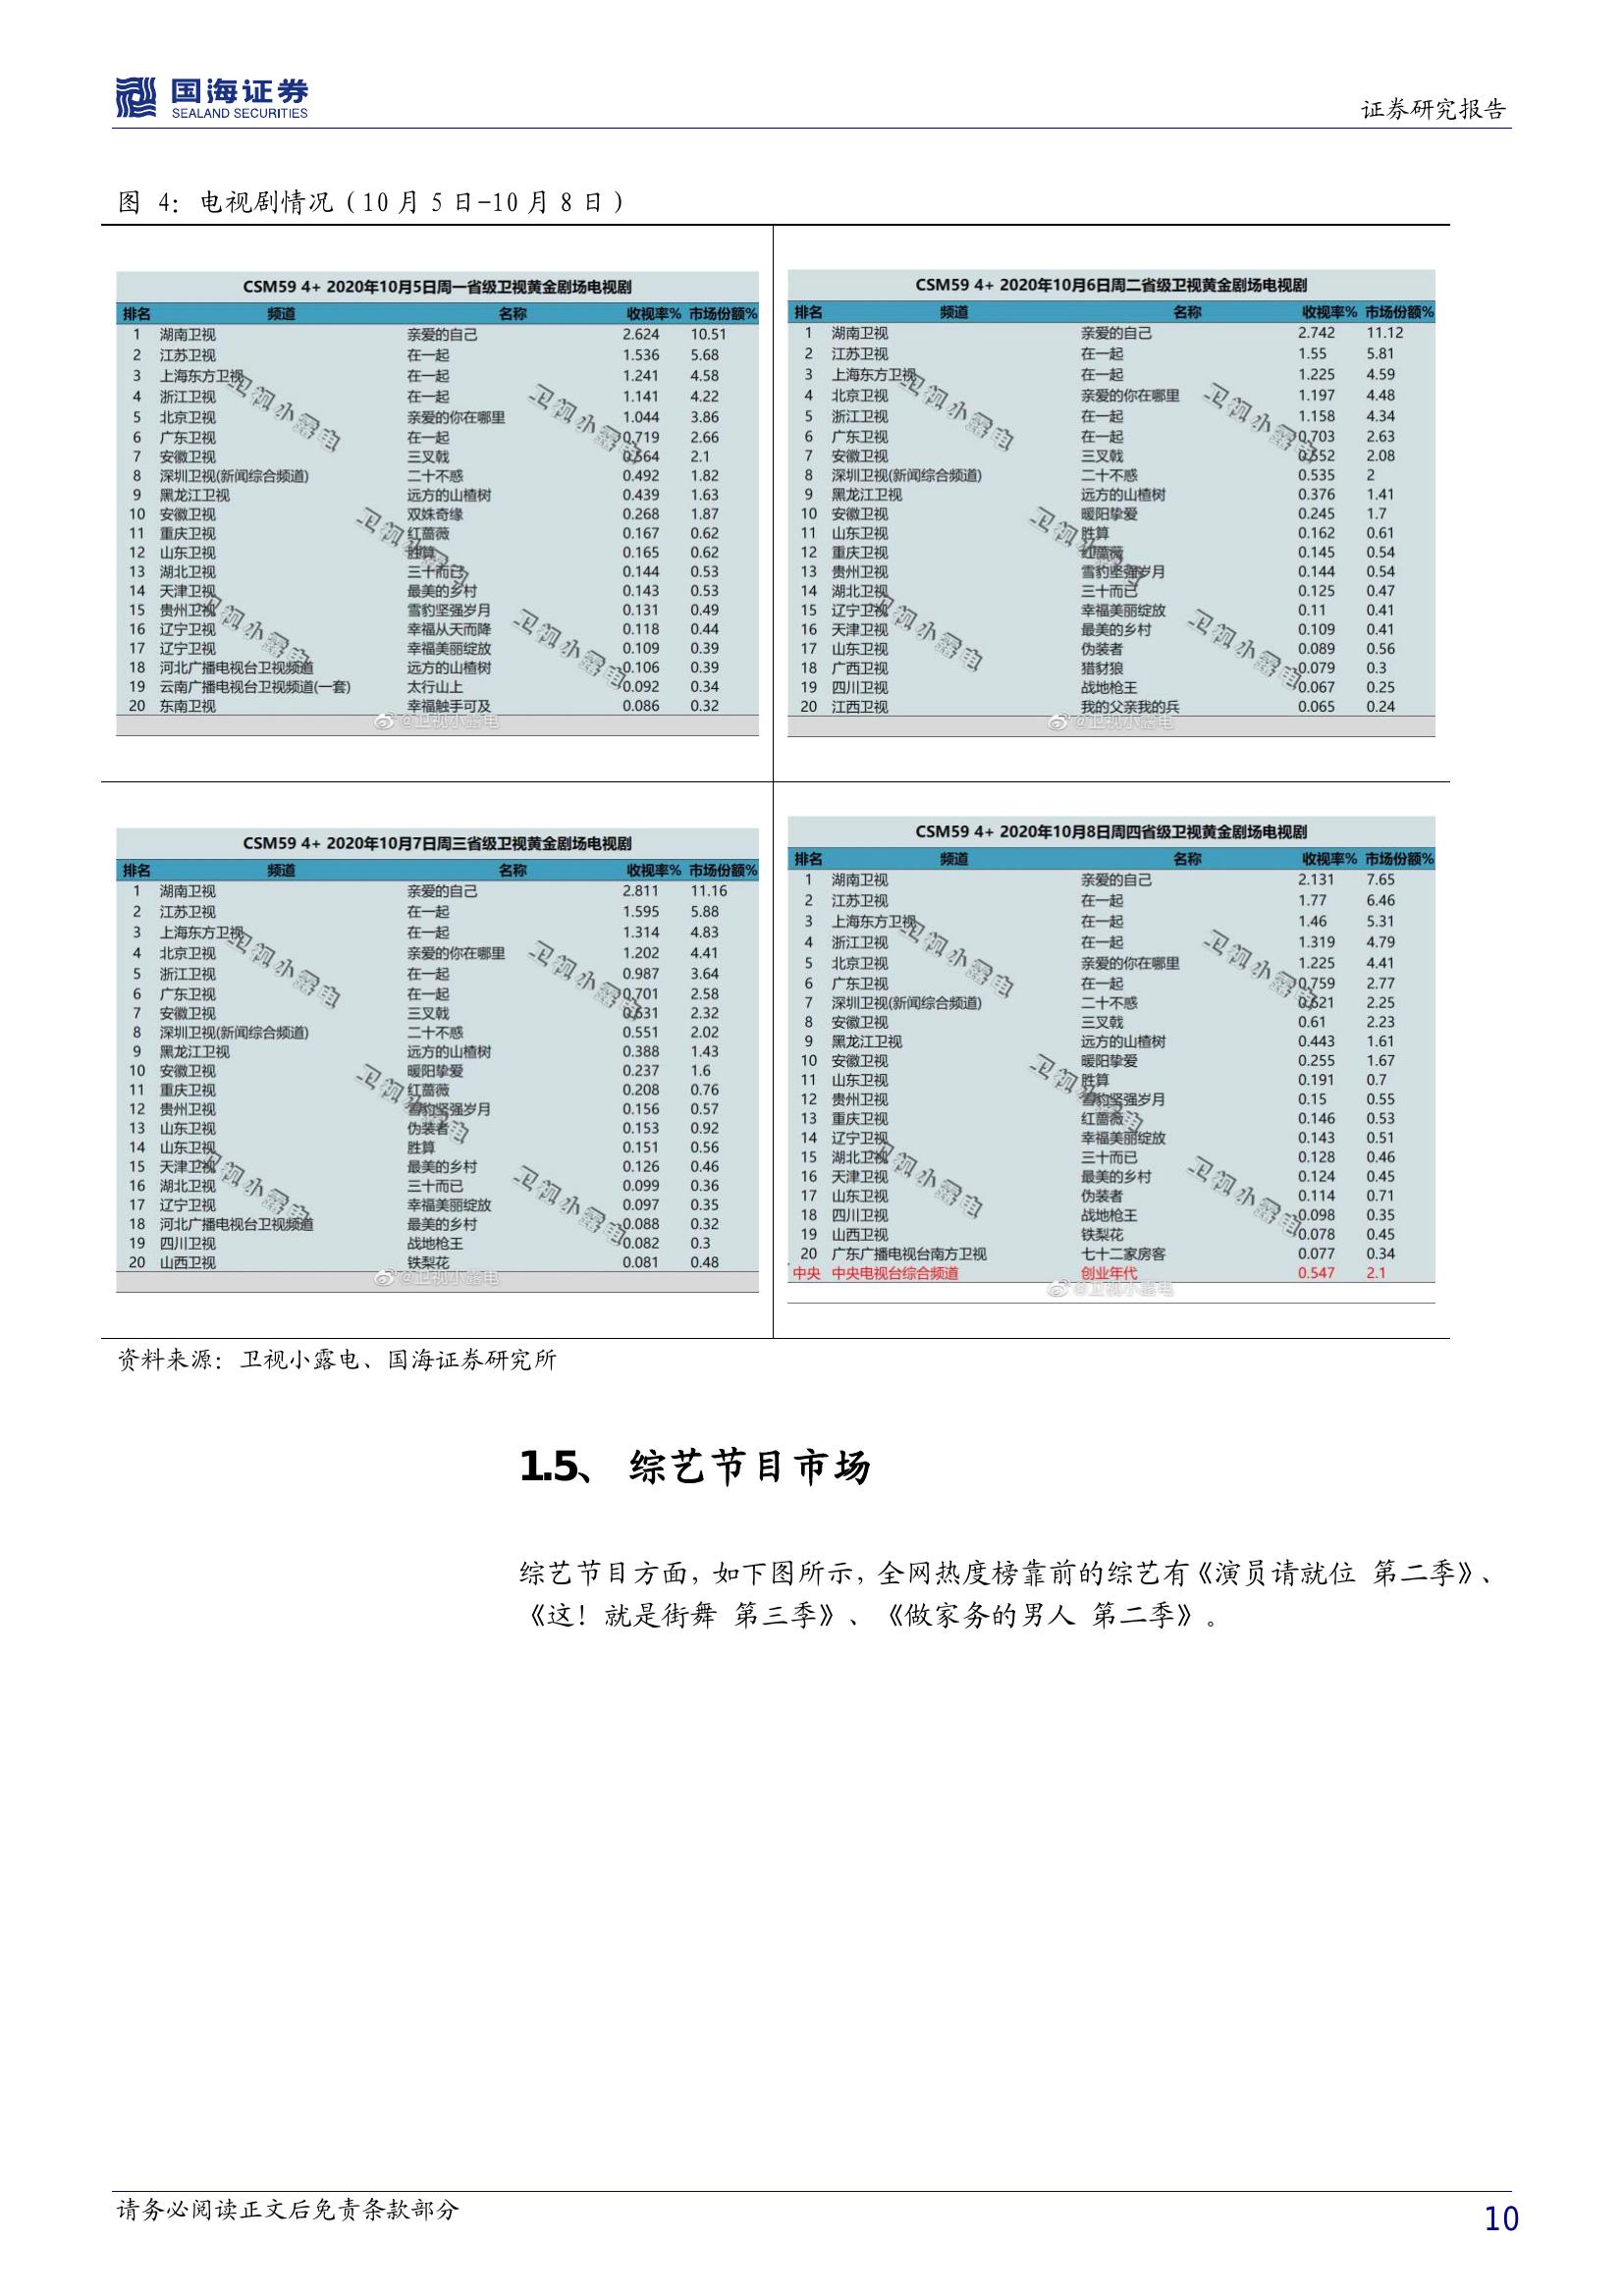 国海证券
SEALAND SECURITIES
证券研究报告
图 4：电视剧情况（10 月 5 日-10 月 8 日）
CSM59 4+ 2020年10月5日周一省级卫视黄金剧场电视剧
排名 频道 名称 收视率% 市场份额%
1 湖南卫视 亲爱的自己 2.624 10.51
2 江苏卫视 在一起 1.536 5.68
3 上海东方卫视 在一起 1.241 4.58
4 浙江卫视 在一起 1.141 4.22
5 北京卫视 亲爱的你在哪里 1.044 3.86
6 广东卫视 在一起 0.719 2.66
7 安徽卫视 三叉戟 0.564 2.1
8 深圳卫视(新闻综合频道) 二十不惑 0.492 1.82
9 黑龙江卫视 远方的山楂树 0.439 1.63
10 安徽卫视 双妹奇缘 0.268 1.87
11 重庆卫视 红蔷薇 0.167 0.62
12 山东卫视 胜算 0.165 0.62
13 湖北卫视 三十而已 0.144 0.53
14 天津卫视 最美的乡村 0.143 0.53
15 贵州卫视 雪豹坚强岁月 0.131 0.49
16 辽宁卫视 幸福从天而降 0.118 0.44
17 辽宁卫视 幸福美丽绽放 0.109 0.39
18 河北广播电视台卫视频道 远方的山楂树 0.106 0.39
19 云南广播电视台卫视频道(一套) 太行山上 0.092 0.34
20 东南卫视 幸福触手可及 0.086 0.32
@卫视小露电
CSM59 4+ 2020年10月6日周二省级卫视黄金剧场电视剧
排名 频道 名称 收视率% 市场份额%
1 湖南卫视 亲爱的自己 2.742 11.12
2 江苏卫视 在一起 1.55 5.81
3 上海东方卫视 在一起 1.225 4.59
4 北京卫视 亲爱的你在哪里 1.197 4.48
5 浙江卫视 在一起 1.158 4.34
6 广东卫视 在一起 0.703 2.63
7 安徽卫视 三叉戟 0.552 2.08
8 深圳卫视(新闻综合频道) 二十不惑 0.535 2
9 黑龙江卫视 远方的山楂树 0.376 1.41
10 安徽卫视 暖阳挚爱 0.245 1.7
11 山东卫视 胜算 0.162 0.61
12 重庆卫视 红蔷薇 0.145 0.54
13 贵州卫视 雪豹坚强岁月 0.144 0.54
14 湖北卫视 三十而已 0.125 0.47
15 辽宁卫视 幸福美丽绽放 0.11 0.41
16 天津卫视 最美的乡村 0.109 0.41
17 山东卫视 伪装者 0.089 0.56
18 广西卫视 猎豺狼 0.079 0.3
19 四川卫视 战地枪王 0.067 0.25
20 江西卫视 我的父亲我的兵 0.065 0.24
@卫视小露电
CSM59 4+ 2020年10月7日周三省级卫视黄金剧场电视剧
排名 频道 名称 收视率% 市场份额%
1 湖南卫视 亲爱的自己 2.811 11.16
2 江苏卫视 在一起 1.595 5.88
3 上海东方卫视 在一起 1.314 4.83
4 北京卫视 亲爱的你在哪里 1.202 4.41
5 浙江卫视 在一起 0.987 3.64
6 广东卫视 在一起 0.701 2.58
7 安徽卫视 三叉戟 0.631 2.32
8 深圳卫视(新闻综合频道) 二十不惑 0.551 2.02
9 黑龙江卫视 远方的山楂树 0.388 1.43
10 安徽卫视 暖阳挚爱 0.237 1.6
11 重庆卫视 红蔷薇 0.208 0.76
12 贵州卫视 雪豹坚强岁月 0.156 0.57
13 山东卫视 伪装者 0.153 0.92
14 山东卫视 胜算 0.151 0.56
15 天津卫视 最美的乡村 0.126 0.46
16 湖北卫视 三十而已 0.099 0.36
17 辽宁卫视 幸福美丽绽放 0.097 0.35
18 河北广播电视台卫视频道 最美的乡村 0.088 0.32
19 四川卫视 战地枪王 0.082 0.3
20 山西卫视 铁梨花 0.081 0.48
@卫视小露电
CSM59 4+ 2020年10月8日周四省级卫视黄金剧场电视剧
排名 频道 名称 收视率% 市场份额%
1 湖南卫视 亲爱的自己 2.131 7.65
2 江苏卫视 在一起 1.77 6.46
3 上海东方卫视 在一起 1.46 5.31
4 浙江卫视 在一起 1.319 4.79
5 北京卫视 亲爱的你在哪里 1.225 4.41
6 广东卫视 在一起 0.759 2.77
7 深圳卫视(新闻综合频道) 二十不惑 0.621 2.25
8 安徽卫视 三叉戟 0.61 2.23
9 黑龙江卫视 远方的山楂树 0.443 1.61
10 安徽卫视 暖阳挚爱 0.255 1.67
11 山东卫视 胜算 0.191 0.7
12 贵州卫视 雪豹坚强岁月 0.15 0.55
13 重庆卫视 红蔷薇 0.146 0.53
14 辽宁卫视 幸福美丽绽放 0.143 0.51
15 湖北卫视 三十而已 0.128 0.46
16 天津卫视 最美的乡村 0.124 0.45
17 山东卫视 伪装者 0.114 0.71
18 四川卫视 战地枪王 0.098 0.35
19 山西卫视 铁梨花 0.078 0.45
20 广东广播电视台南方卫视 七十二家房客 0.077 0.34
中央 中央电视台综合频道 创业年代 0.547 2.1
@卫视小露电
资料来源：卫视小露电、国海证券研究所
1.5、 综艺节目市场
综艺节目方面，如下图所示，全网热度榜靠前的综艺有《演员请就位 第二季》、
《这！就是街舞 第三季》、《做家务的男人 第二季》。
请务必阅读正文后免责条款部分
10